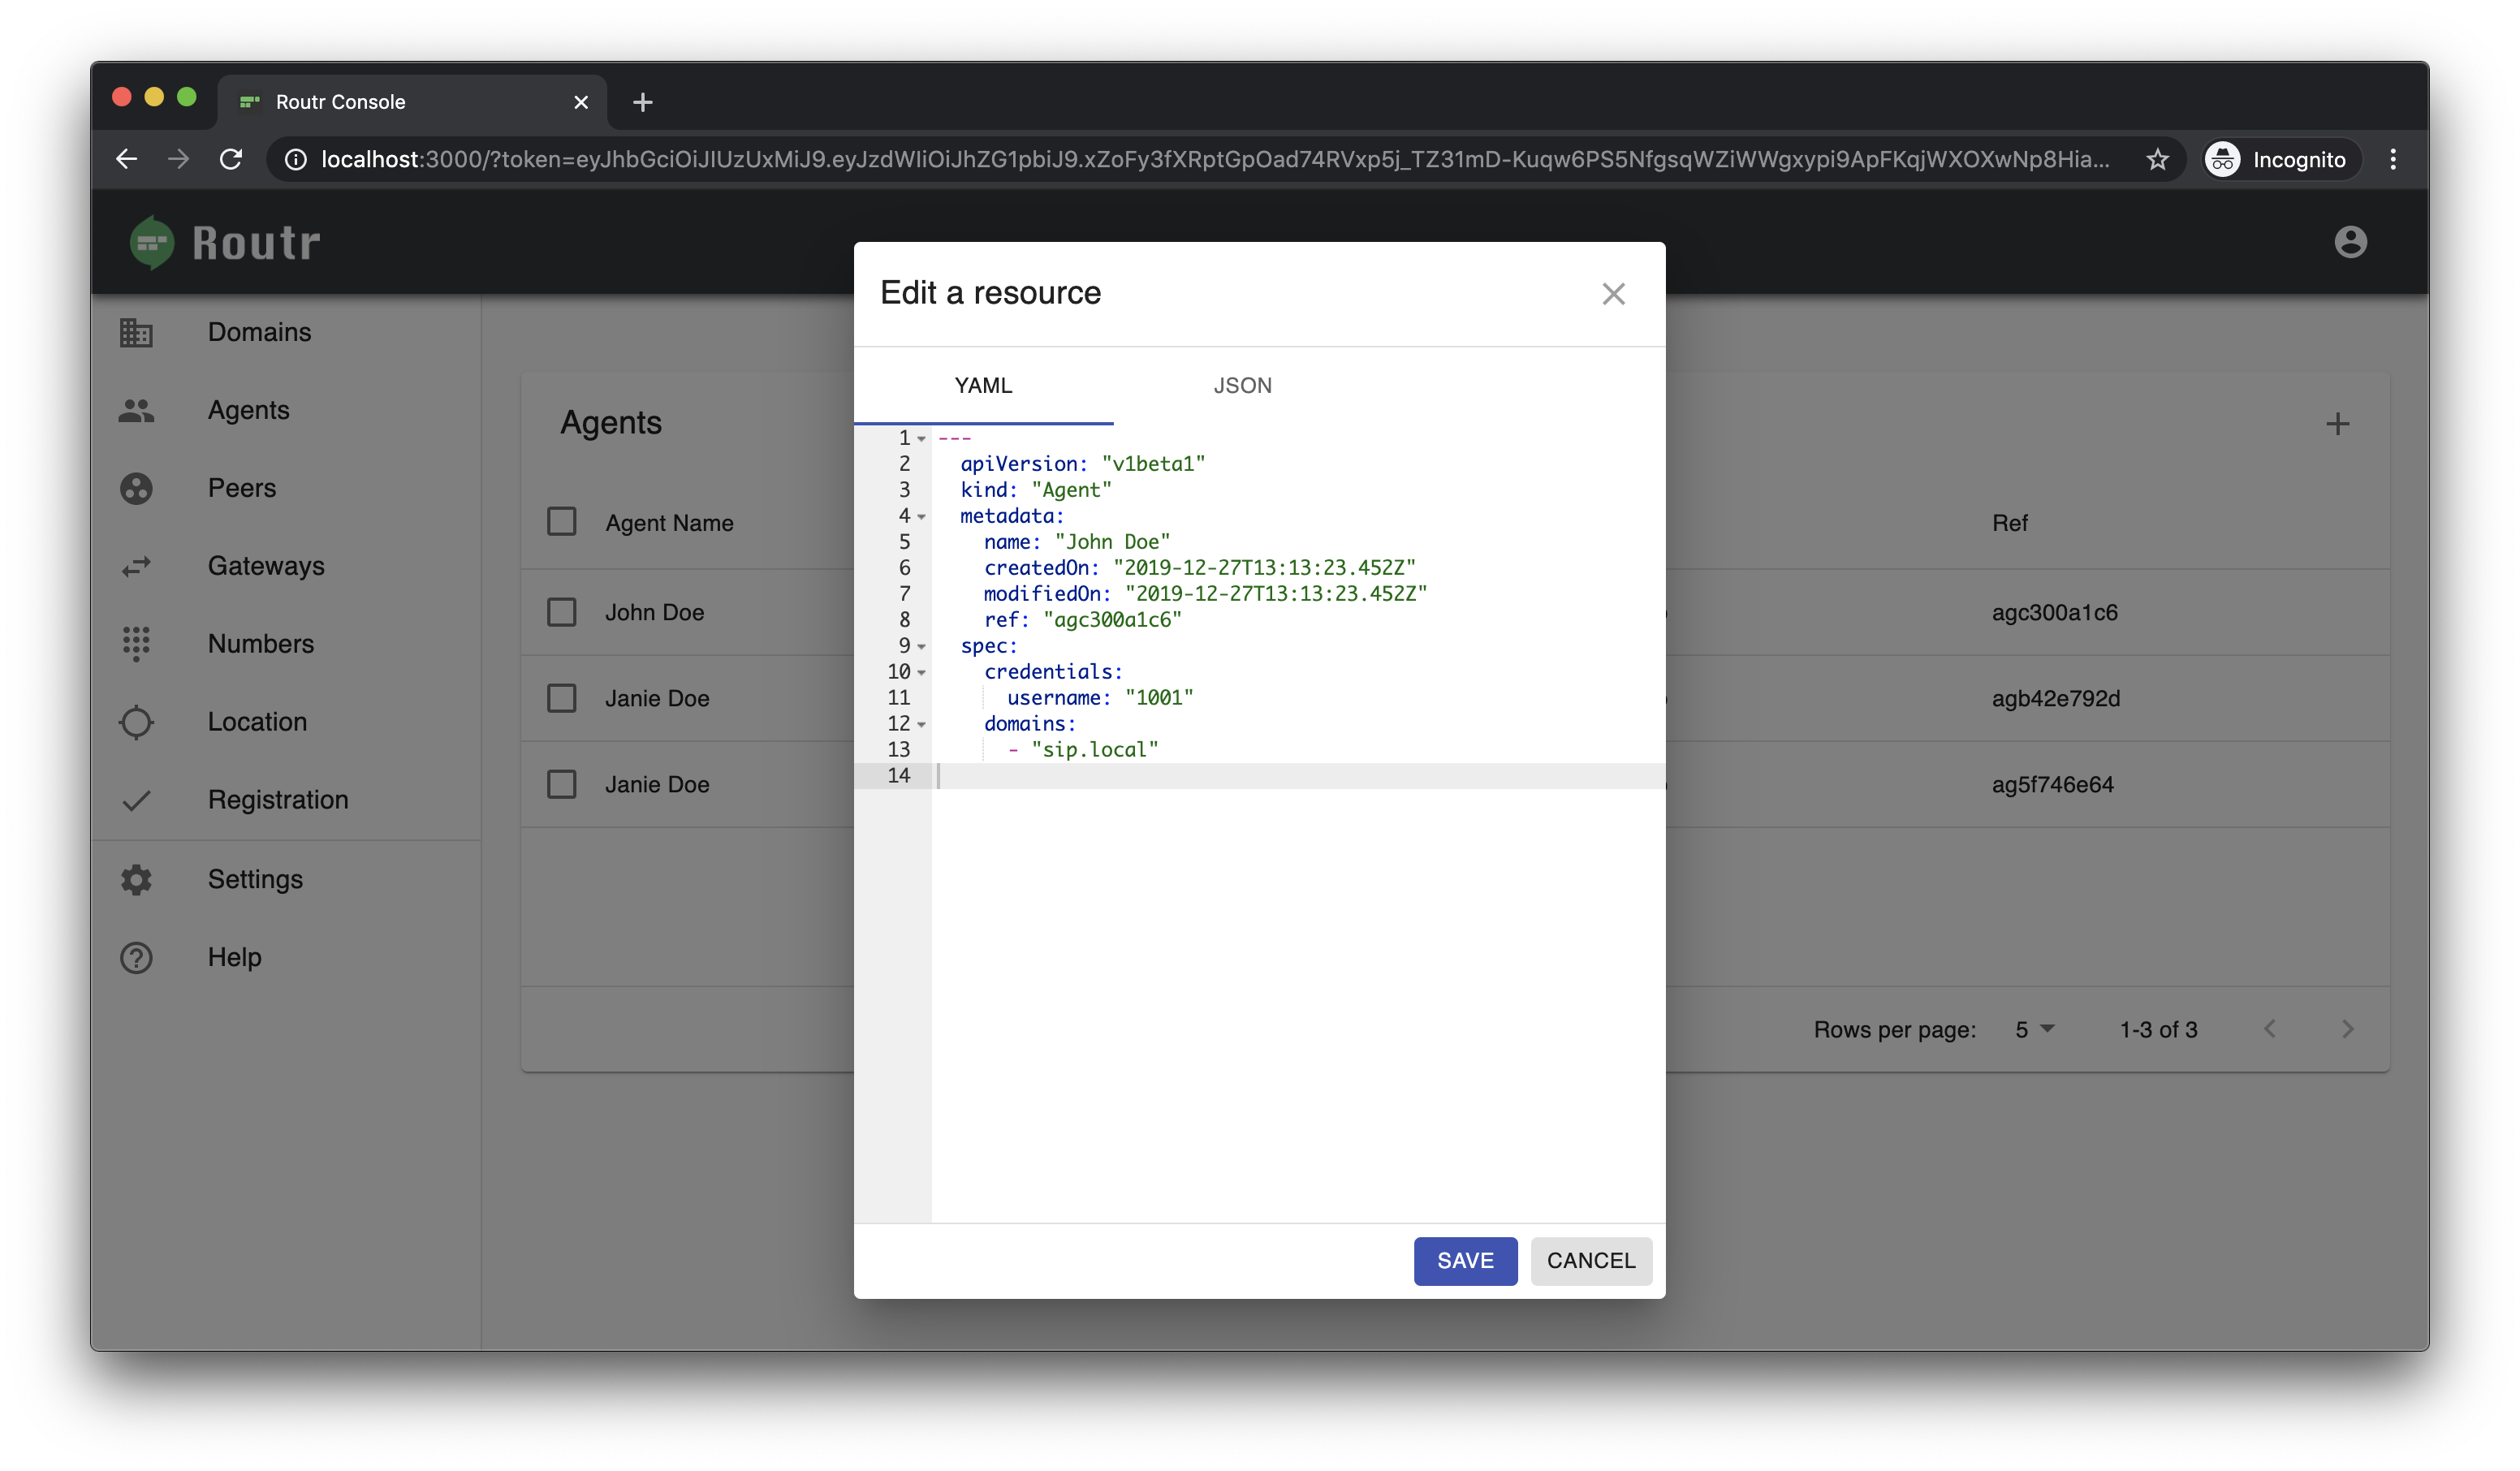 Routr Console
localhost:3000/?token=eyJhbGciOiJIUzUxMiJ9.eyJzdWIiOiJhZG1pbiJ9.xZoFy3fXRptGpOad74RVxp5j_TZ31mD-Kuqw6PS5NfgsqWZiWWgxypi9ApFKqjWXOXwNp8Hia...
Incognito
Routr
Domains
Agents
Peers
Gateways
Numbers
Location
Registration
Settings
Help
Agents
Agent Name
Ref
John Doe
agc300a1c6
Janie Doe
agb42e792d
Janie Doe
ag5f746e64
Rows per page: 5 1-3 of 3
Edit a resource
YAML JSON
1 ---
2 apiVersion: "v1beta1"
3 kind: "Agent"
4 metadata:
5 name: "John Doe"
6 createdOn: "2019-12-27T13:13:23.452Z"
7 modifiedOn: "2019-12-27T13:13:23.452Z"
8 ref: "agc300a1c6"
9 spec:
10 credentials:
11 username: "1001"
12 domains:
13 - "sip.local"
14
SAVE CANCEL